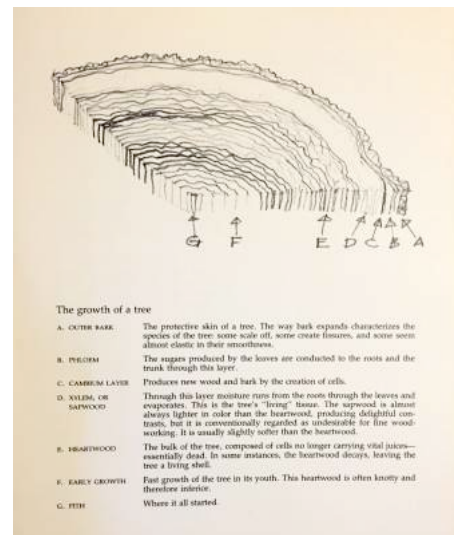 G F E D C B A
The growth of a tree
A. OUTER BARK The protective skin of a tree. The way bark expands characterizes the
species of the tree: some scale off, some create fissures, and some seem
almost elastic in their smoothness.
B. PHLOEM The sugars produced by the leaves are conducted to the roots and the
trunk through this layer.
C. CAMBIUM LAYER Produces new wood and bark by the creation of cells.
D. XYLEM, OR Through this layer moisture runs from the roots through the leaves and
SAPWOOD evaporates. This is the tree's "living" tissue. The sapwood is almost
always lighter in color than the heartwood, producing delightful con-
trasts, but it is conventionally regarded as undesirable for fine wood-
working. It is usually slightly softer than the heartwood.
E. HEARTWOOD The bulk of the tree, composed of cells no longer carrying vital juices—
essentially dead. In some instances, the heartwood decays, leaving the
tree a living shell.
F. EARLY GROWTH Fast growth of the tree in its youth. This heartwood is often knotty and
therefore inferior.
G. PITH Where it all started.